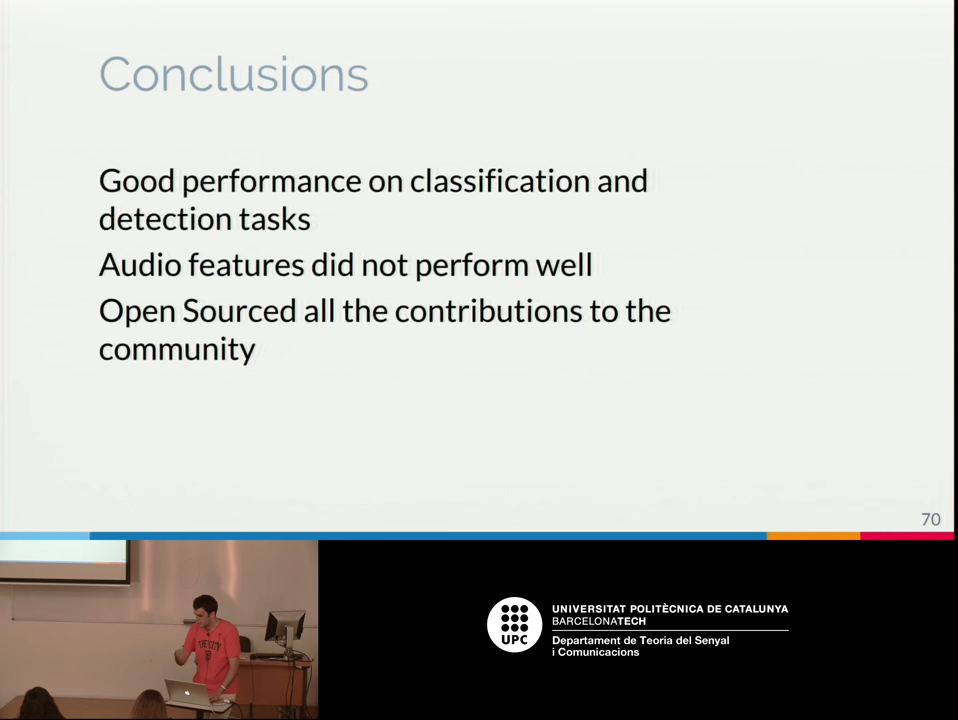 Conclusions
Good performance on classification and
detection tasks
Audio features did not perform well
Open Sourced all the contributions to the
community
70
UPC
UNIVERSITAT POLITÈCNICA DE CATALUNYA
BARCELONATECH
Departament de Teoria del Senyal
i Comunicacions